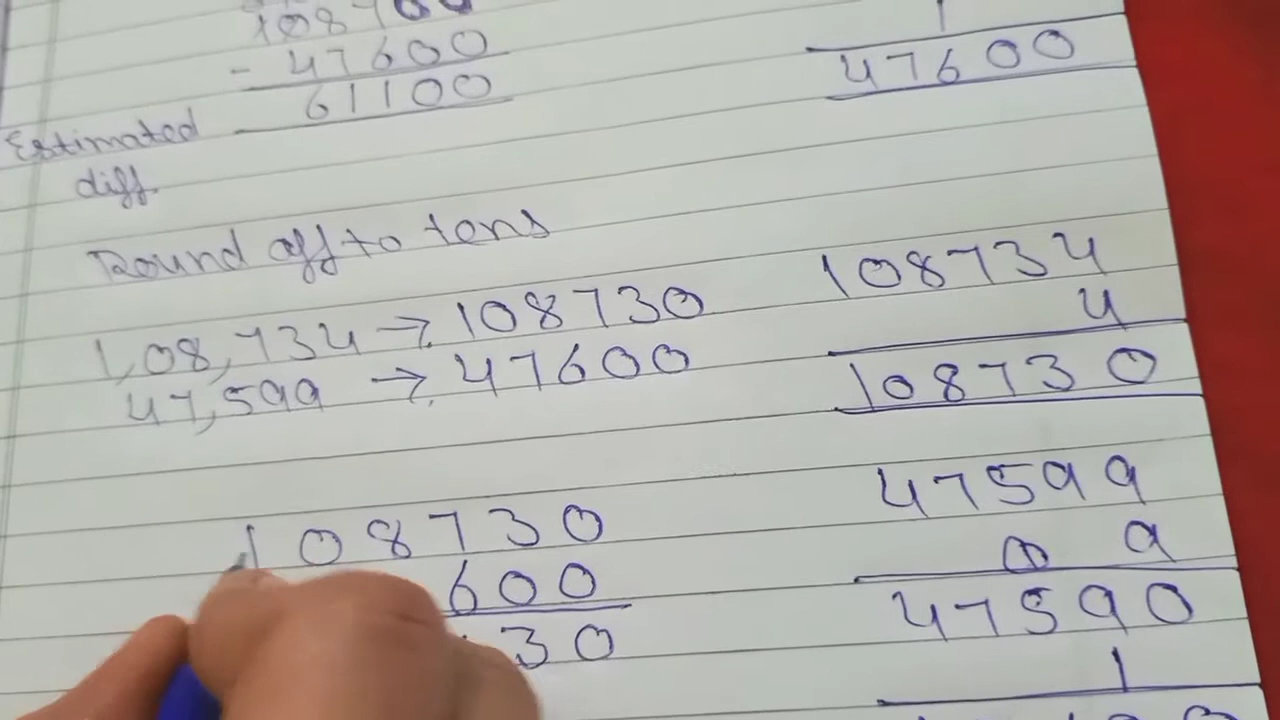 108700
- 47600
61100
Estimated
diff.
47600
Round off to tens
1,08,734 → 108730
47,599 → 47600
108734
4
108730
108730
600
30
47599
9
47590
1